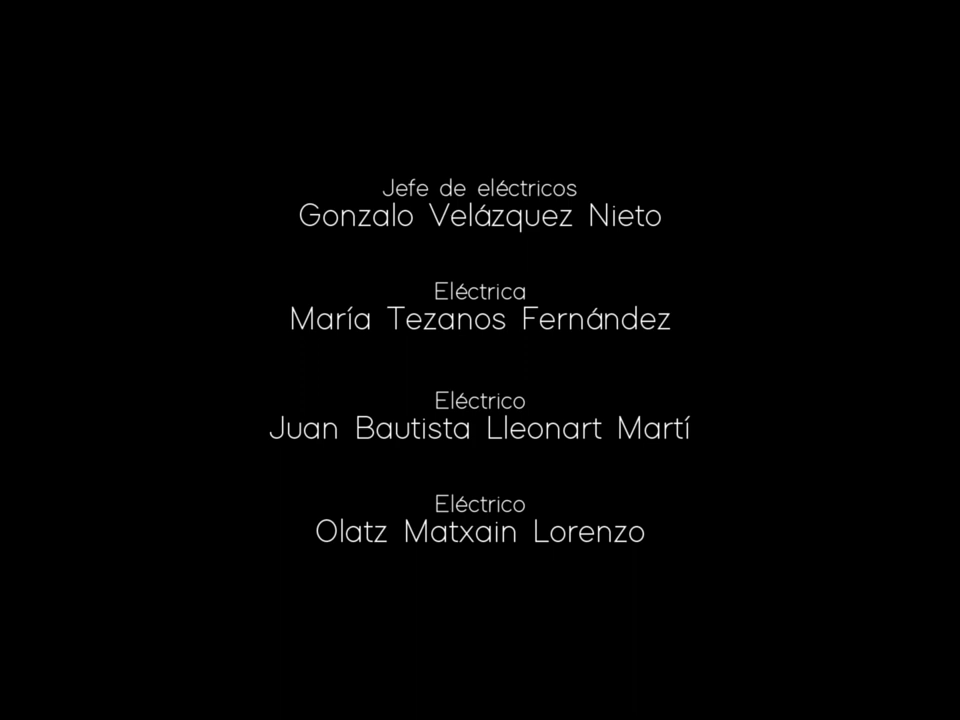 Jefe de eléctricos
Gonzalo Velázquez Nieto
Eléctrica
María Tezanos Fernández
Eléctrico
Juan Bautista Lleonart Martí
Eléctrico
Olatz Matxain Lorenzo